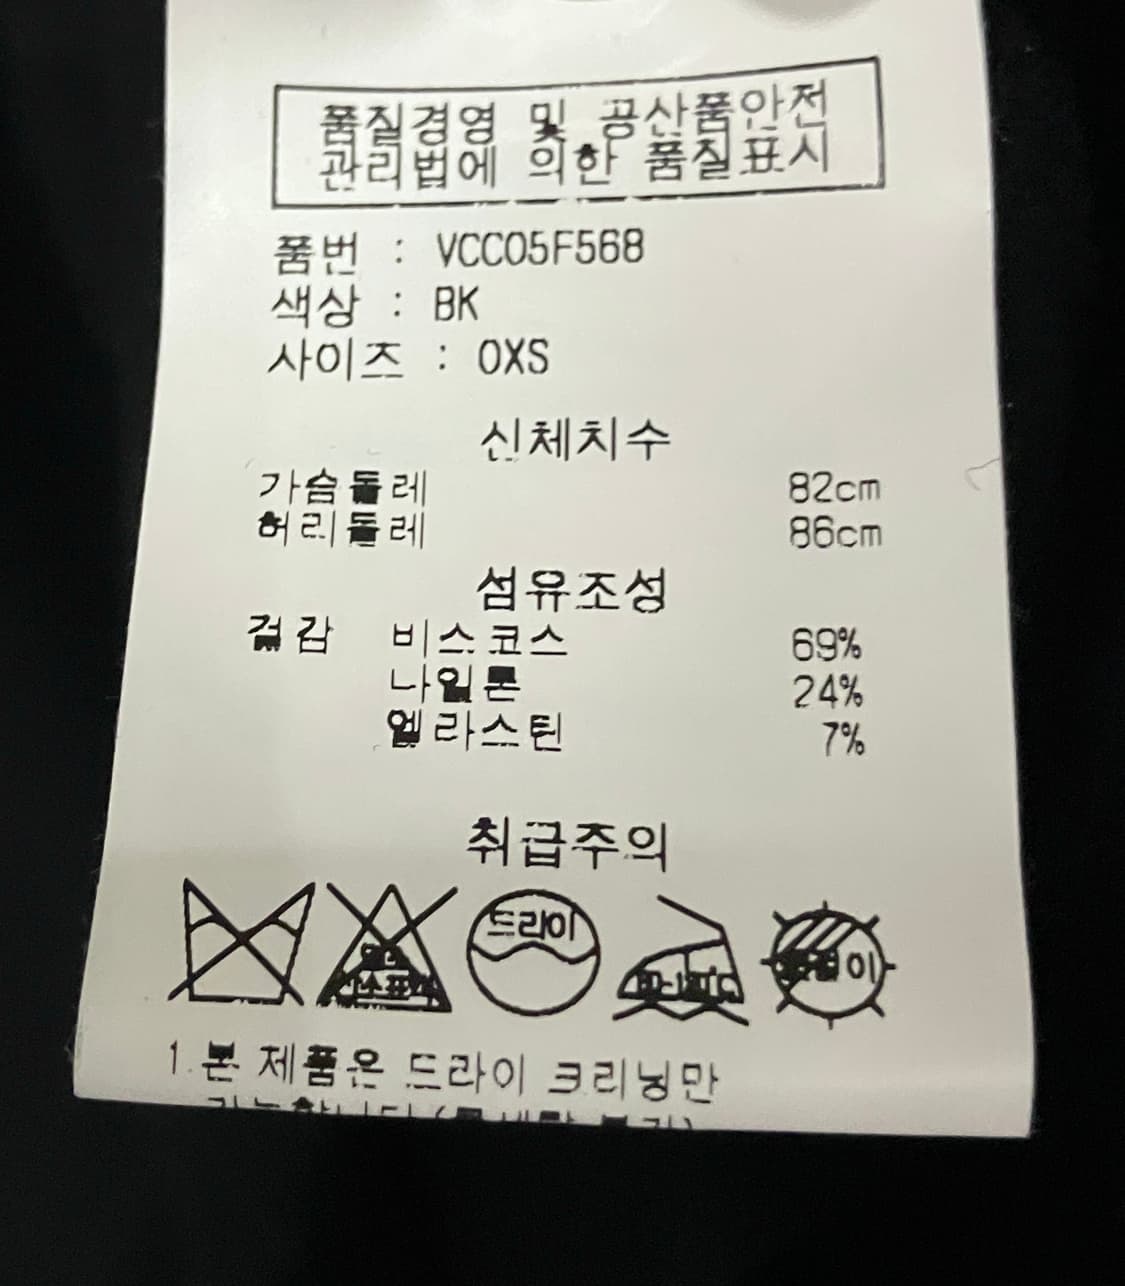 품질경영 및 공산품안전
관리법에 의한 품질표시
품번 : VCC05F568
색상 : BK
사이즈 : 0XS
신체치수
가슴둘레 82cm
허리둘레 86cm
섬유조성
겉감 비스코스 69%
나일론 24%
엘라스틴 7%
취급주의
드라이
1.본 제품은 드라이 크리닝만